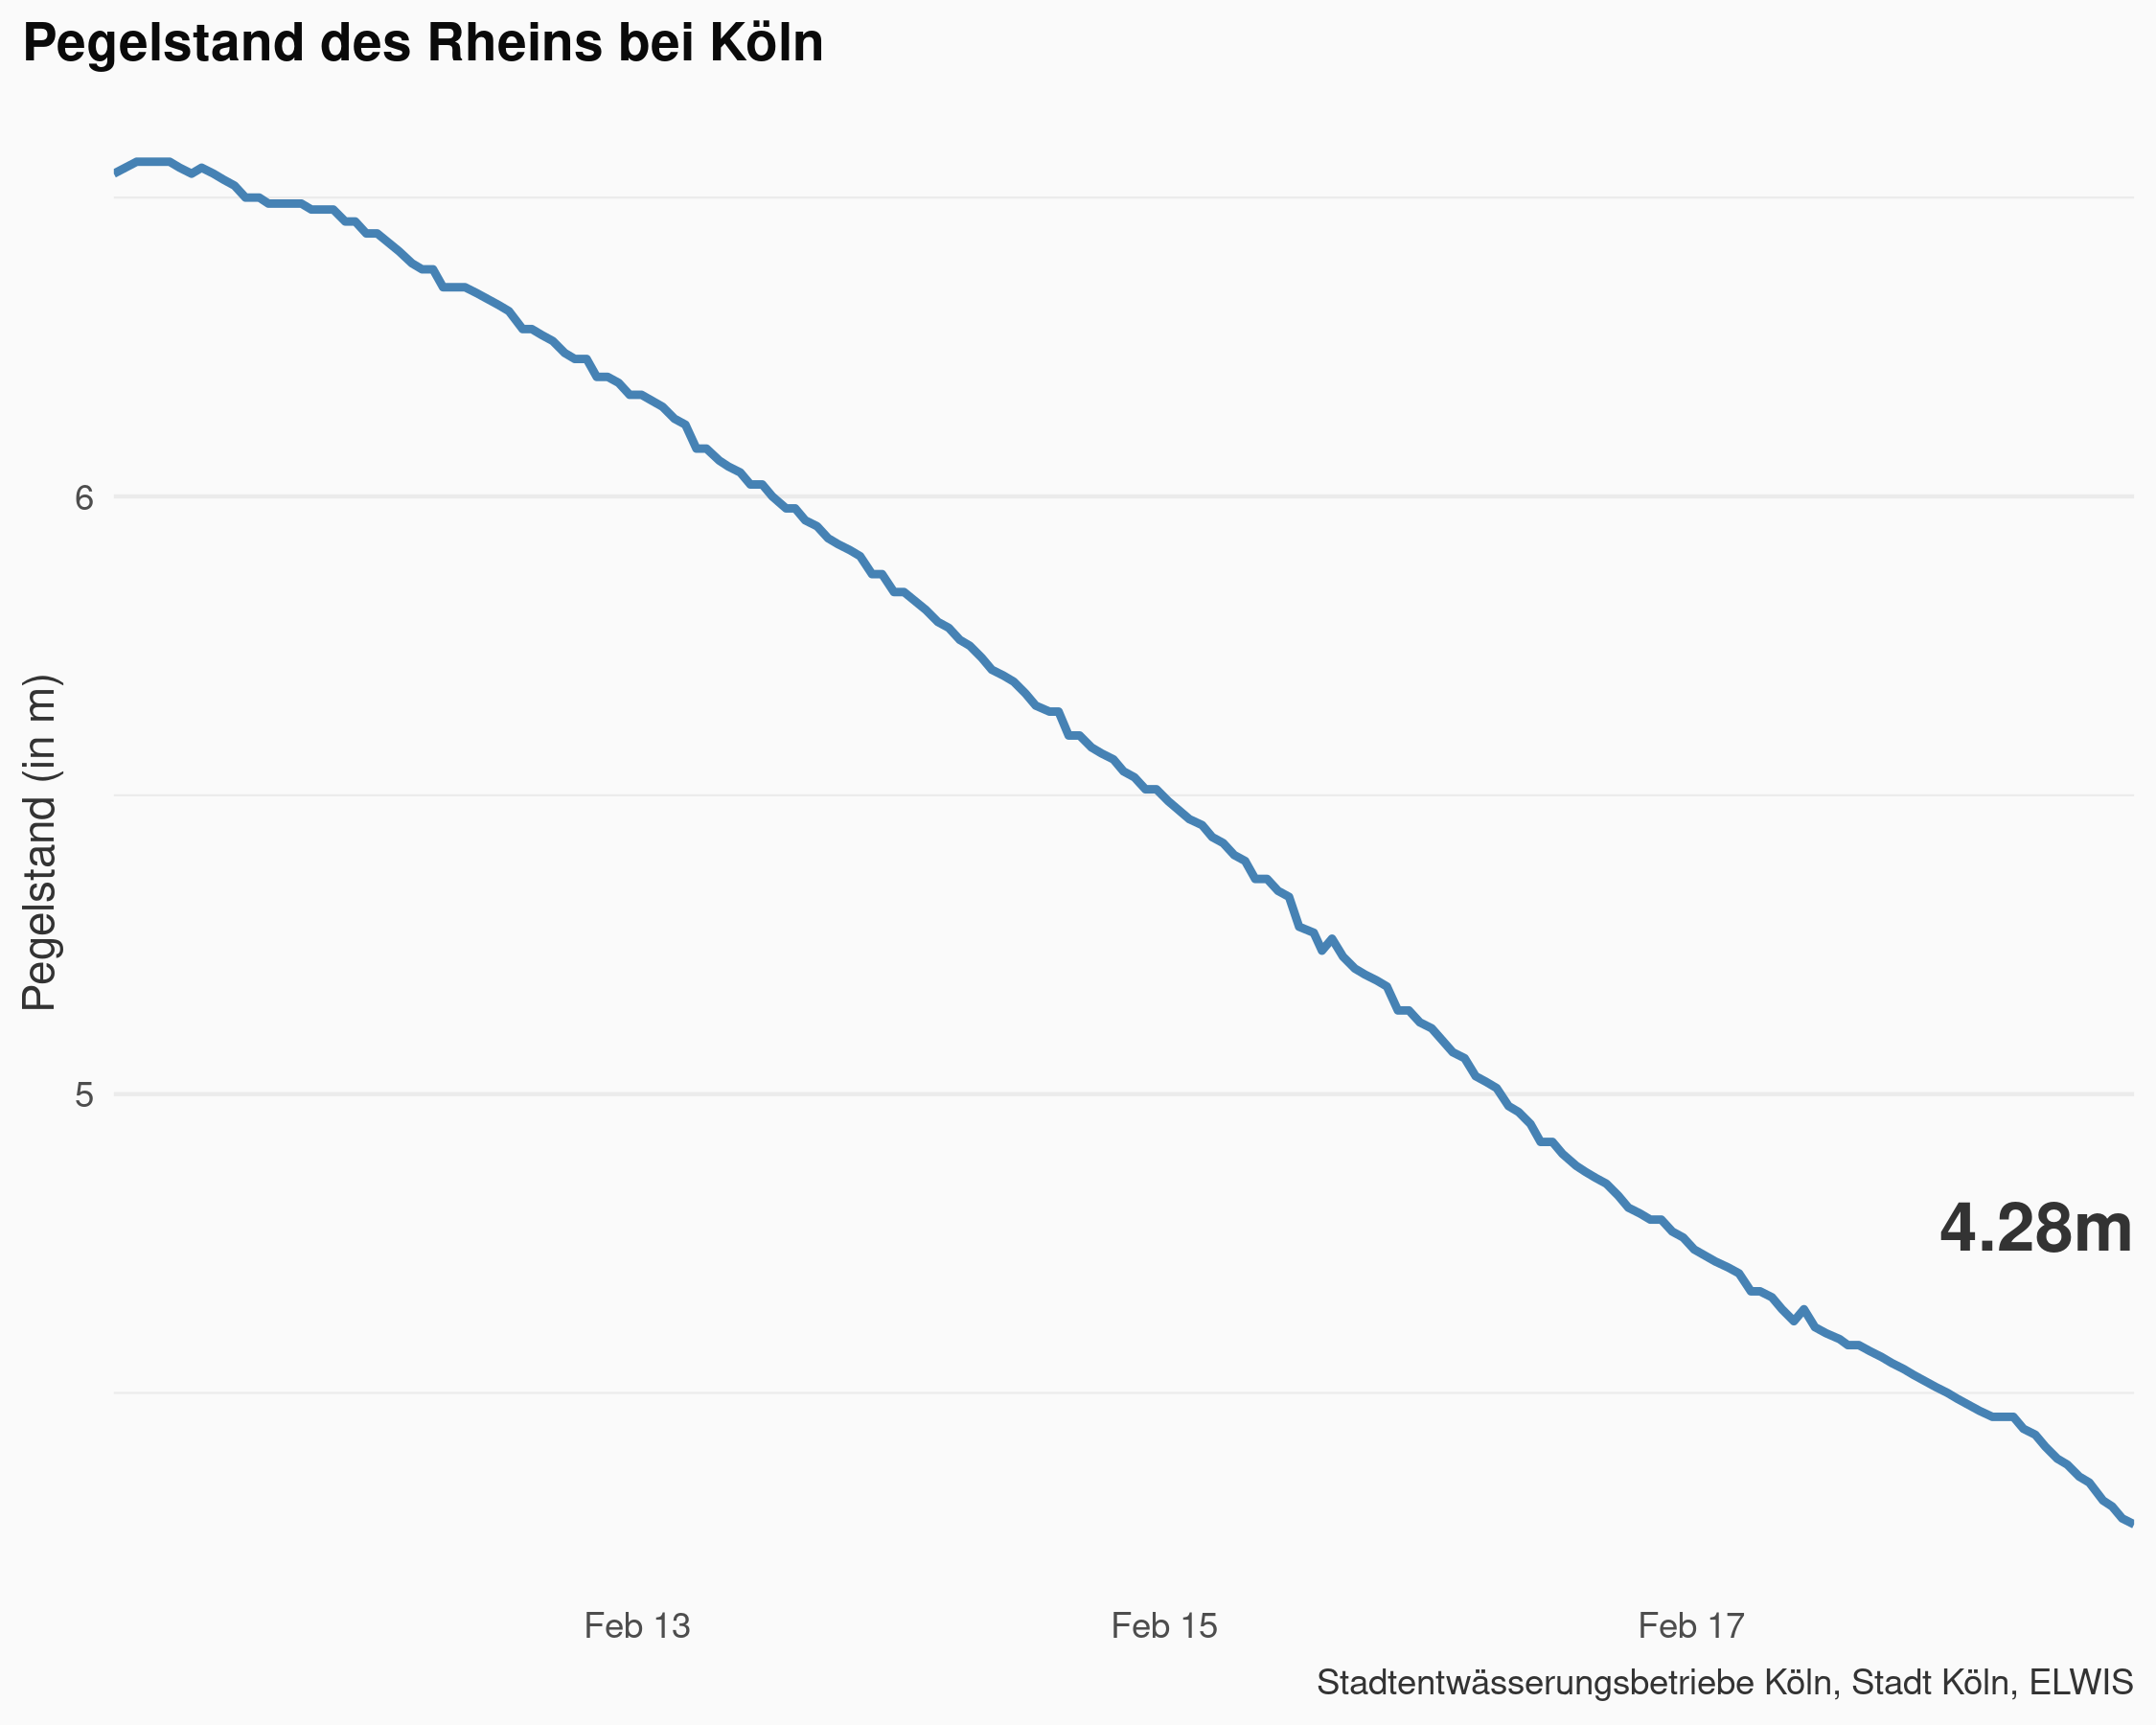 Pegelstand des Rheins bei Köln
Pegelstand (in m)
6
5
4.28m
Feb 13
Feb 15
Feb 17
Stadtentwässerungsbetriebe Köln, Stadt Köln, ELWIS